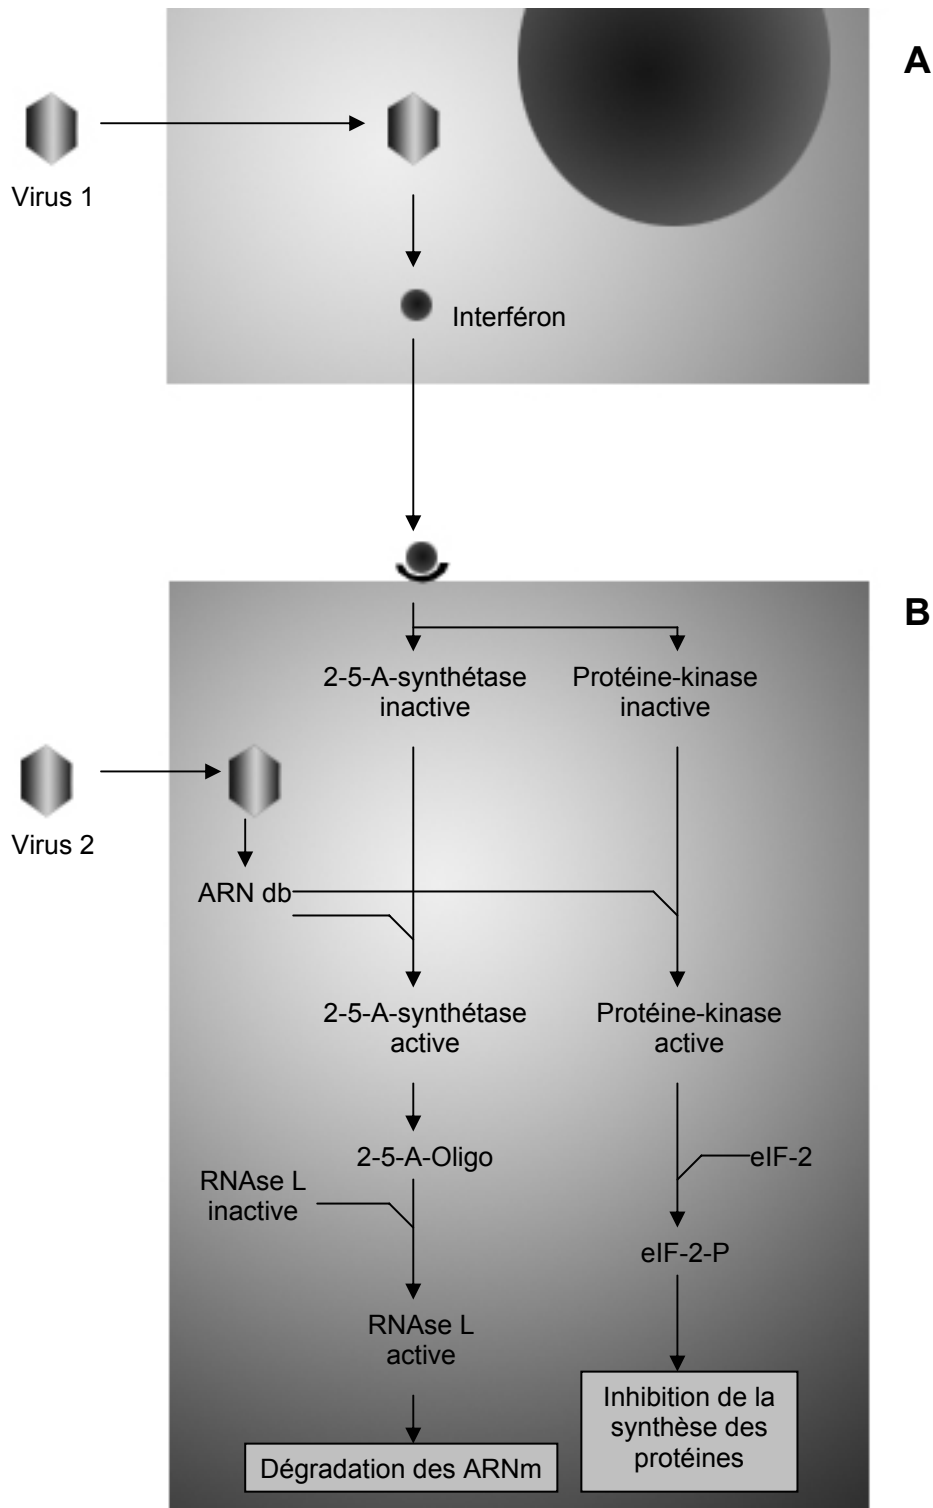 A
Virus 1
Interféron
B
2-5-A-synthétase
inactive
Protéine-kinase
inactive
Virus 2
ARN db
2-5-A-synthétase
active
Protéine-kinase
active
2-5-A-Oligo
eIF-2
RNAse L
inactive
eIF-2-P
RNAse L
active
Inhibition de la
synthèse des
protéines
Dégradation des ARNm